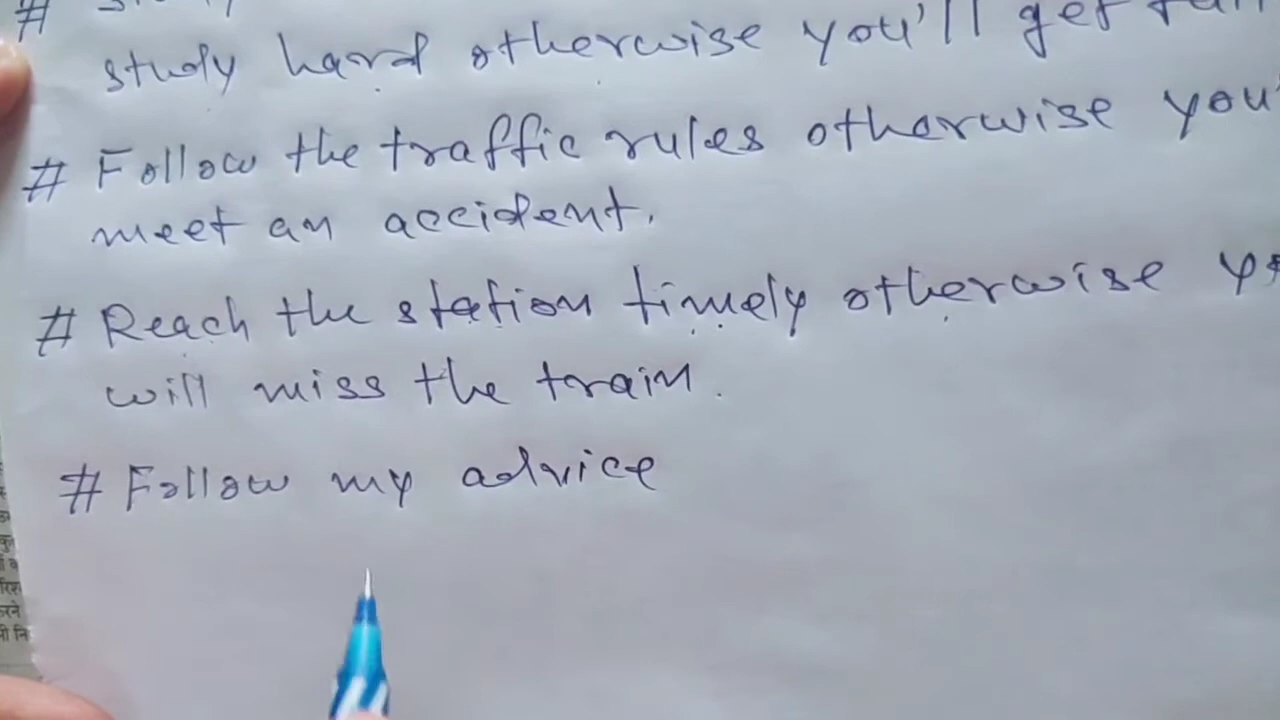 #
study hard otherwise you'll get
# Follow the traffic rules otherwise you'
meet an accident.
# Reach the station timely otherwise
will miss the train.
# Follow my advice